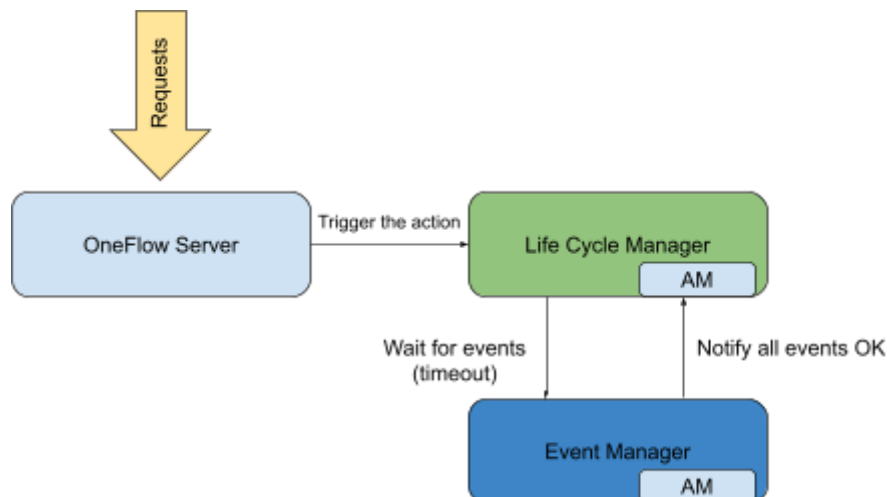 Requests
OneFlow Server
Trigger the action
Life Cycle Manager
AM
Wait for events
(timeout)
Notify all events OK
Event Manager
AM